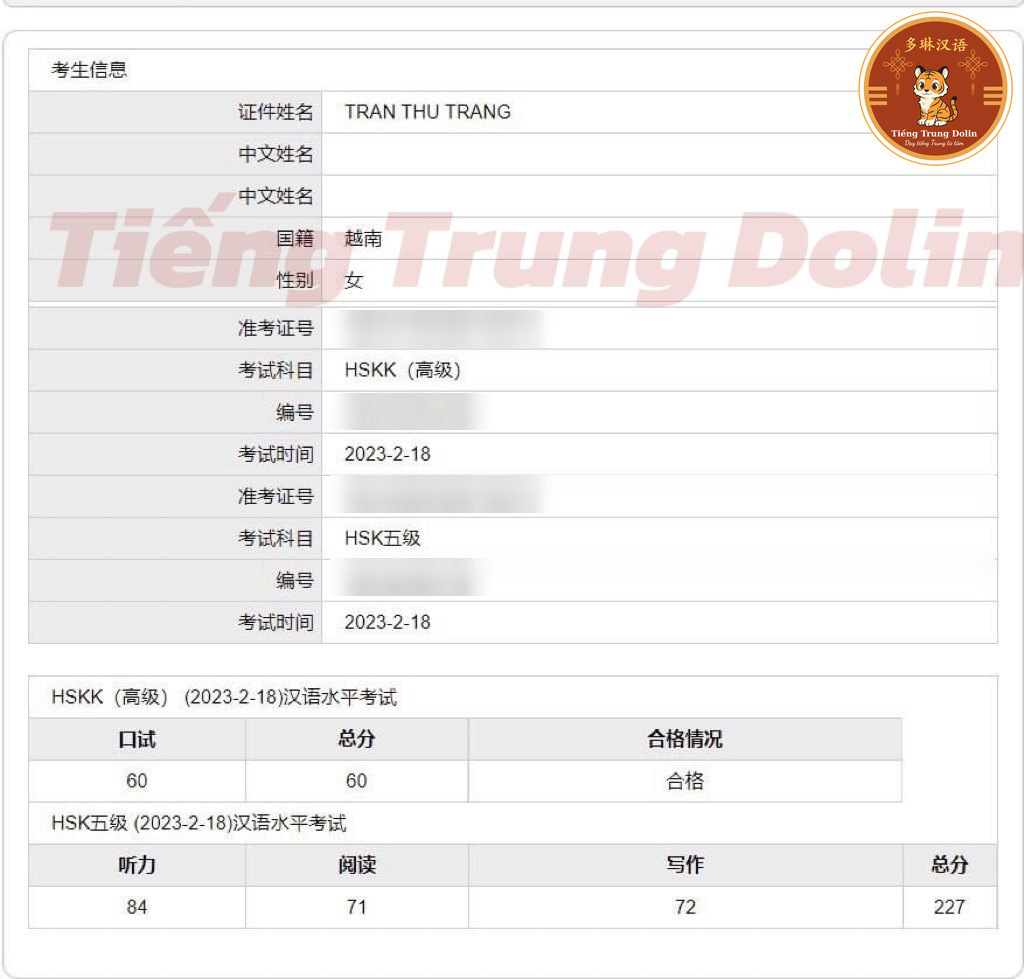 多琳汉语
Tiếng Trung Dolin
Dạy tiếng Trung từ tâm
考生信息
证件姓名 TRAN THU TRANG
中文姓名
中文姓名
Tiếng Trung Dolin
国籍 越南
性别 女
准考证号
考试科目 HSKK（高级）
编号
考试时间 2023-2-18
准考证号
考试科目 HSK五级
编号
考试时间 2023-2-18
HSKK（高级） (2023-2-18)汉语水平考试
口试 总分 合格情况
60 60 合格
HSK五级 (2023-2-18)汉语水平考试
听力 阅读 写作 总分
84 71 72 227